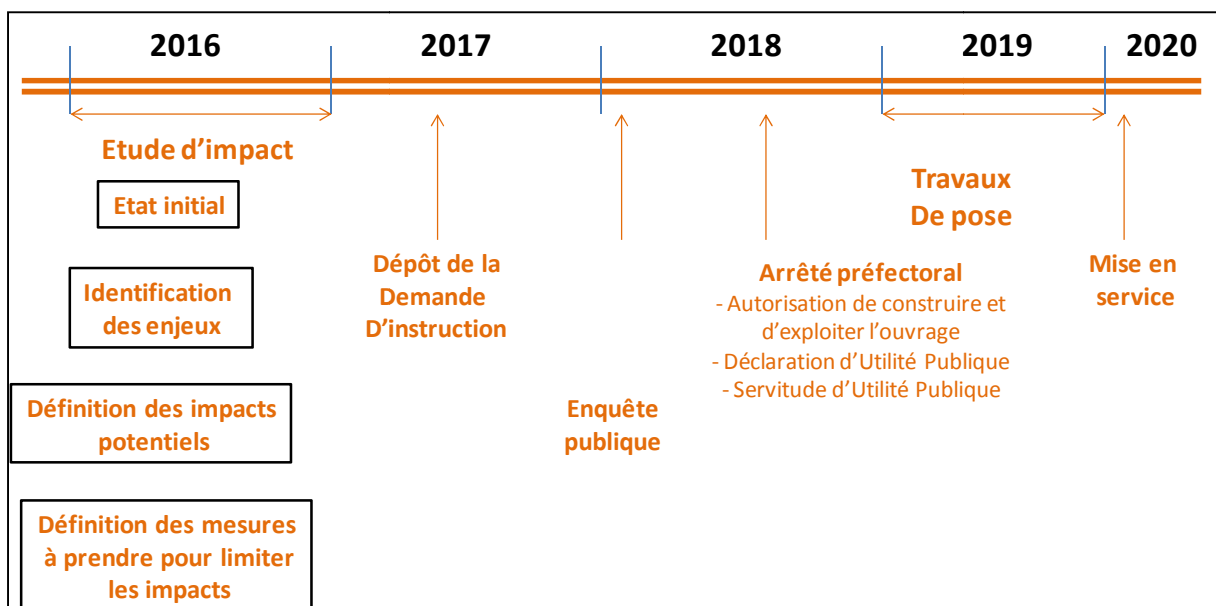 2016 2017 2018 2019 2020
Etude d'impact
Etat initial
Identification
des enjeux
Définition des impacts
potentiels
Définition des mesures
à prendre pour limiter
les impacts
Dépôt de la
Demande
D'instruction
Enquête
publique
Arrêté préfectoral
- Autorisation de construire et
d'exploiter l'ouvrage
- Déclaration d'Utilité Publique
- Servitude d'Utilité Publique
Travaux
De pose
Mise en
service